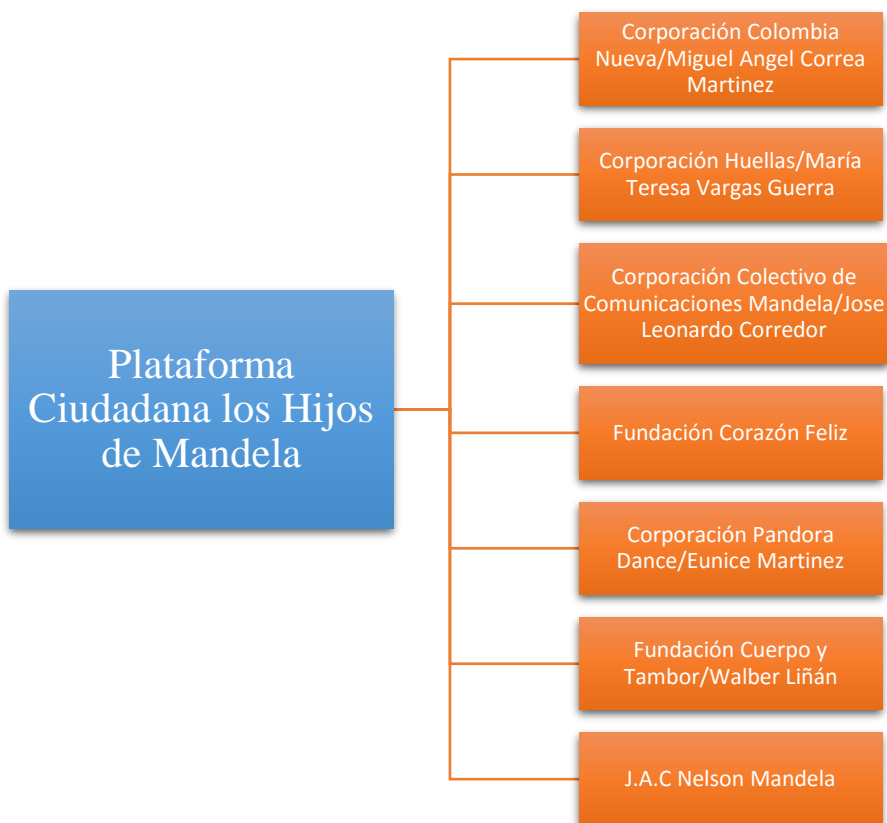 Plataforma
Ciudadana los Hijos
de Mandela
Corporación Colombia
Nueva/Miguel Angel Correa
Martinez
Corporación Huellas/María
Teresa Vargas Guerra
Corporación Colectivo de
Comunicaciones Mandela/Jose
Leonardo Corredor
Fundación Corazón Feliz
Corporación Pandora
Dance/Eunice Martinez
Fundación Cuerpo y
Tambor/Walber Liñán
J.A.C Nelson Mandela